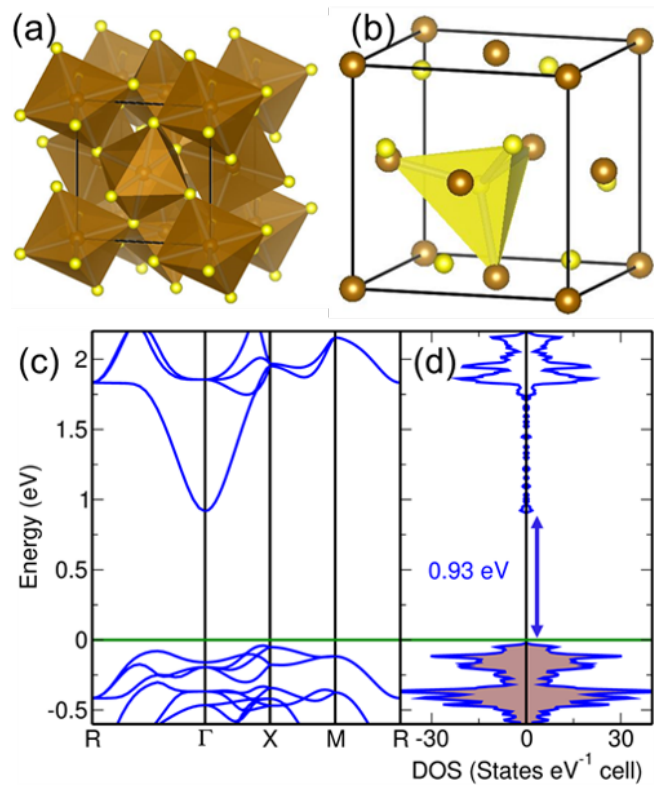 (a)
(b)
(c)
(d)
2
1.5
1
0.5
0
-0.5
Energy (eV)
0.93 eV
R
Γ
X
M
R
-30
0
30
DOS (States eV⁻¹ cell)